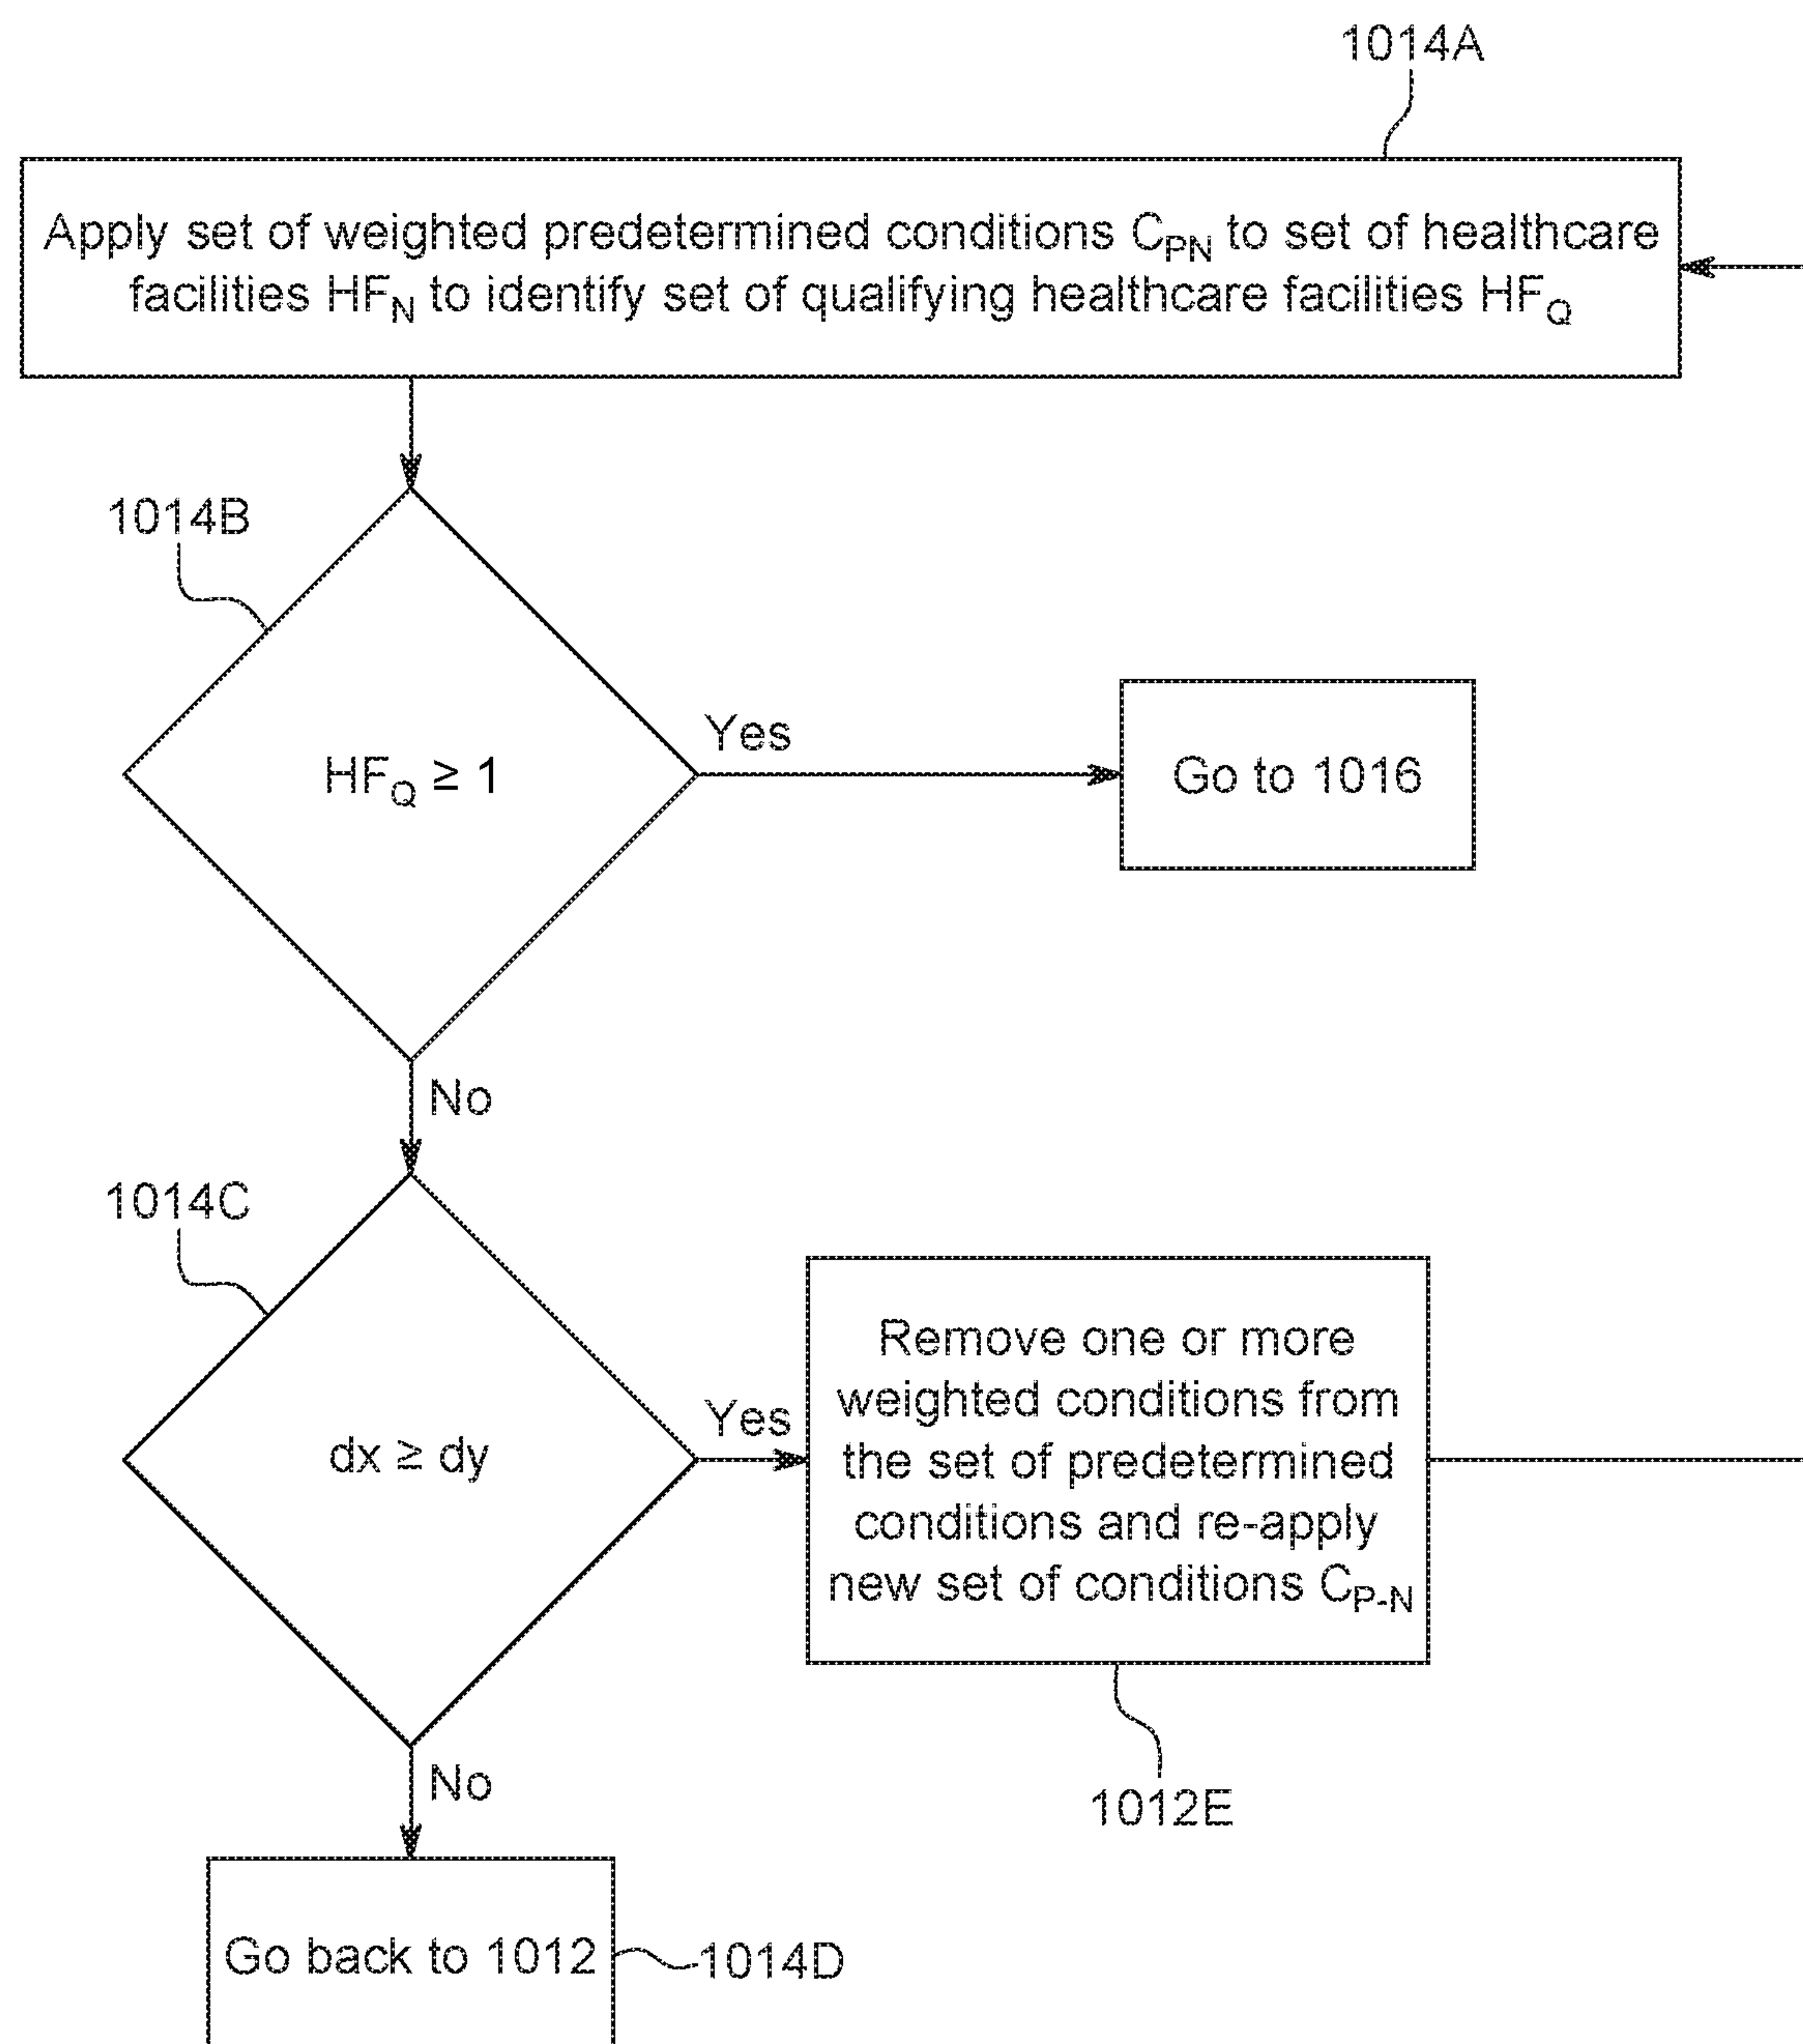 1014A
Apply set of weighted predetermined conditions C_PN to set of healthcare
facilities HF_N to identify set of qualifying healthcare facilities HF_Q
1014B
HF_Q ≥ 1
Yes
Go to 1016
No
1014C
dx ≥ dy
Yes
Remove one or more
weighted conditions from
the set of predetermined
conditions and re-apply
new set of conditions C_P-N
1012E
No
Go back to 1012
1014D